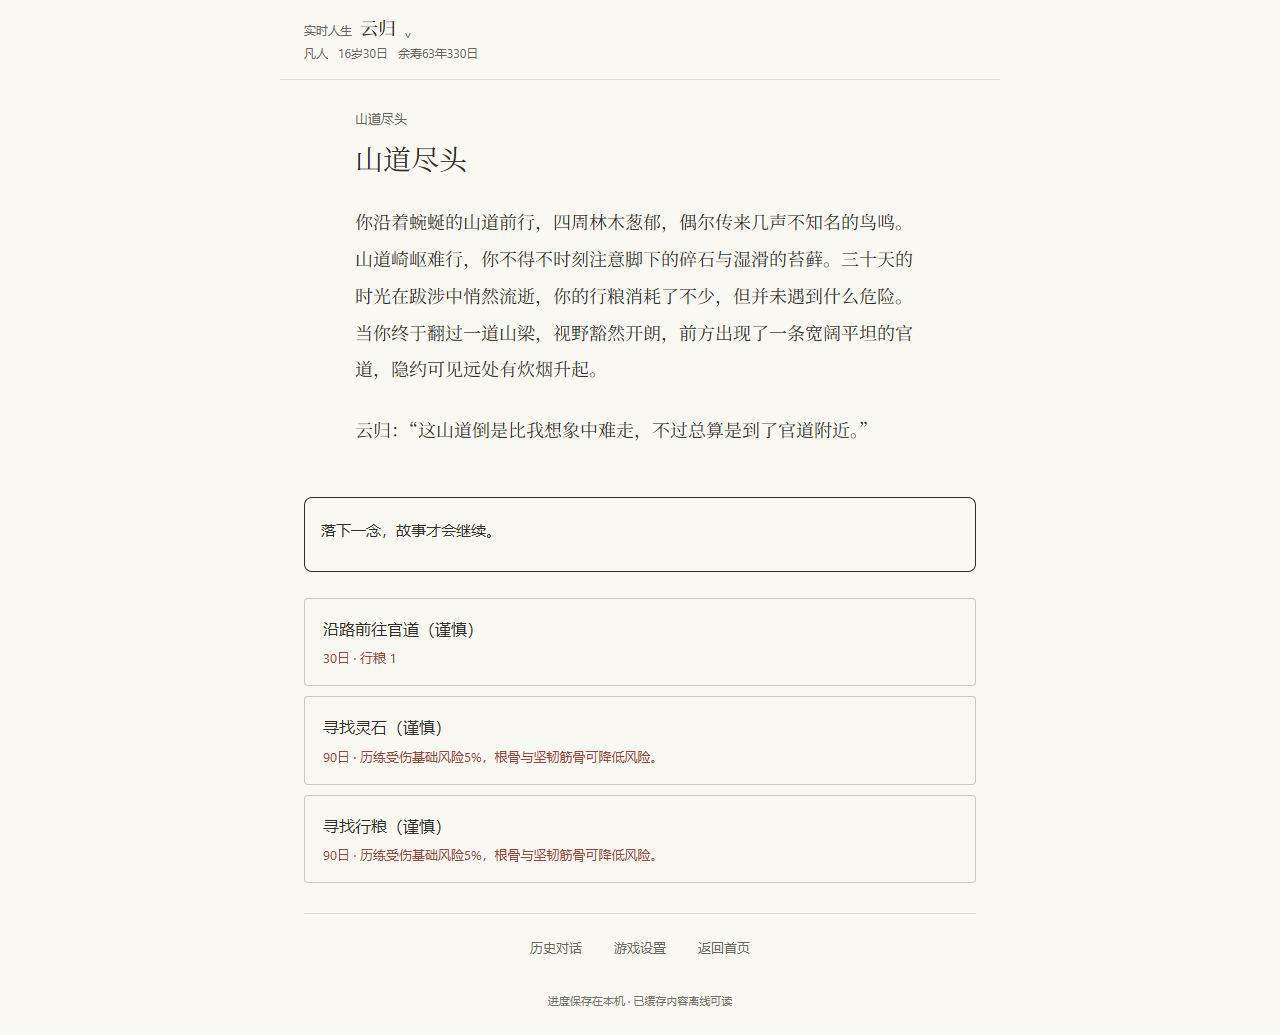 实时人生 云归 ∨
凡人 16岁30日 余寿63年330日
山道尽头
山道尽头
你沿着蜿蜒的山道前行，四周林木葱郁，偶尔传来几声不知名的鸟鸣。
山道崎岖难行，你不得不时刻注意脚下的碎石与湿滑的苔藓。三十天的
时光在跋涉中悄然流逝，你的行粮消耗了不少，但并未遇到什么危险。
当你终于翻过一道山梁，视野豁然开朗，前方出现了一条宽阔平坦的官
道，隐约可见远处有炊烟升起。
云归：“这山道倒是比我想象中难走，不过总算是到了官道附近。”
落下一念，故事才会继续。
沿路前往官道（谨慎）
30日 · 行粮 1
寻找灵石（谨慎）
90日 · 历练受伤基础风险5%，根骨与坚韧筋骨可降低风险。
寻找行粮（谨慎）
90日 · 历练受伤基础风险5%，根骨与坚韧筋骨可降低风险。
历史对话 游戏设置 返回首页
进度保存在本机 · 已缓存内容离线可读